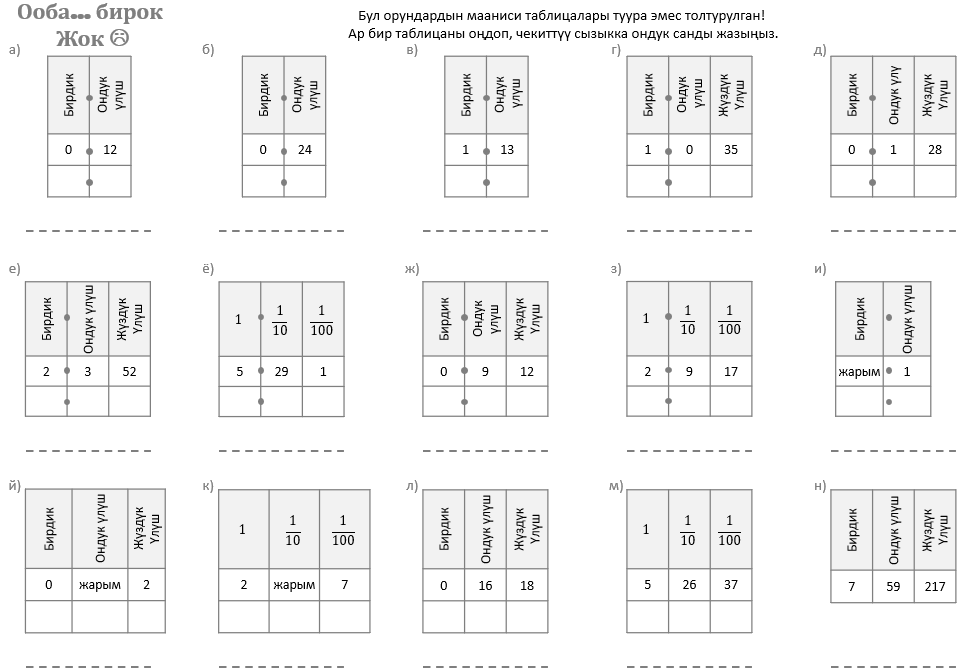 Ооба... бирок
Жок ☹
Бул орундардын мааниси таблицалары туура эмес толтурулган!
Ар бир таблицаны оңдоп, чекиттүү сызыкка ондук санды жазыңыз.
а)
Бирдик
Ондук
үлүш
0 12
б)
Бирдик
Ондук
үлүш
0 24
в)
Бирдик
Ондук
үлүш
1 13
г)
Бирдик
Ондук
үлүш
Жүздүк
Үлүш
1 0 35
д)
Бирдик
Ондук үлү
Жүздүк
Үлүш
0 1 28
е)
Бирдик
Ондук үлүш
Жүздүк
Үлүш
2 3 52
ё)
1 1/10 1/100
5 29 1
ж)
Бирдик
Ондук
үлүш
Жүздүк
Үлүш
0 9 12
з)
1 1/10 1/100
2 9 17
и)
Бирдик
Ондук үлүш
жарым 1
й)
Бирдик
Ондук үлүш
Жүздүк
Үлүш
0 жарым 2
к)
1 1/10 1/100
2 жарым 7
л)
Бирдик
Ондук үлүш
Жүздүк
Үлүш
0 16 18
м)
1 1/10 1/100
5 26 37
н)
Бирдик
Ондук үлүш
Жүздүк
Үлүш
7 59 217